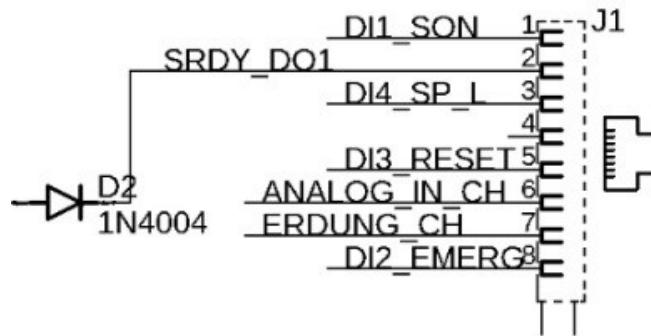 DI1_SON 1 J1
SRDY_DO1 2
DI4_SP_L 3
4
DI3_RESET 5
D2 ANALOG_IN_CH 6
1N4004 ERDUNG_CH 7
DI2_EMERG 8